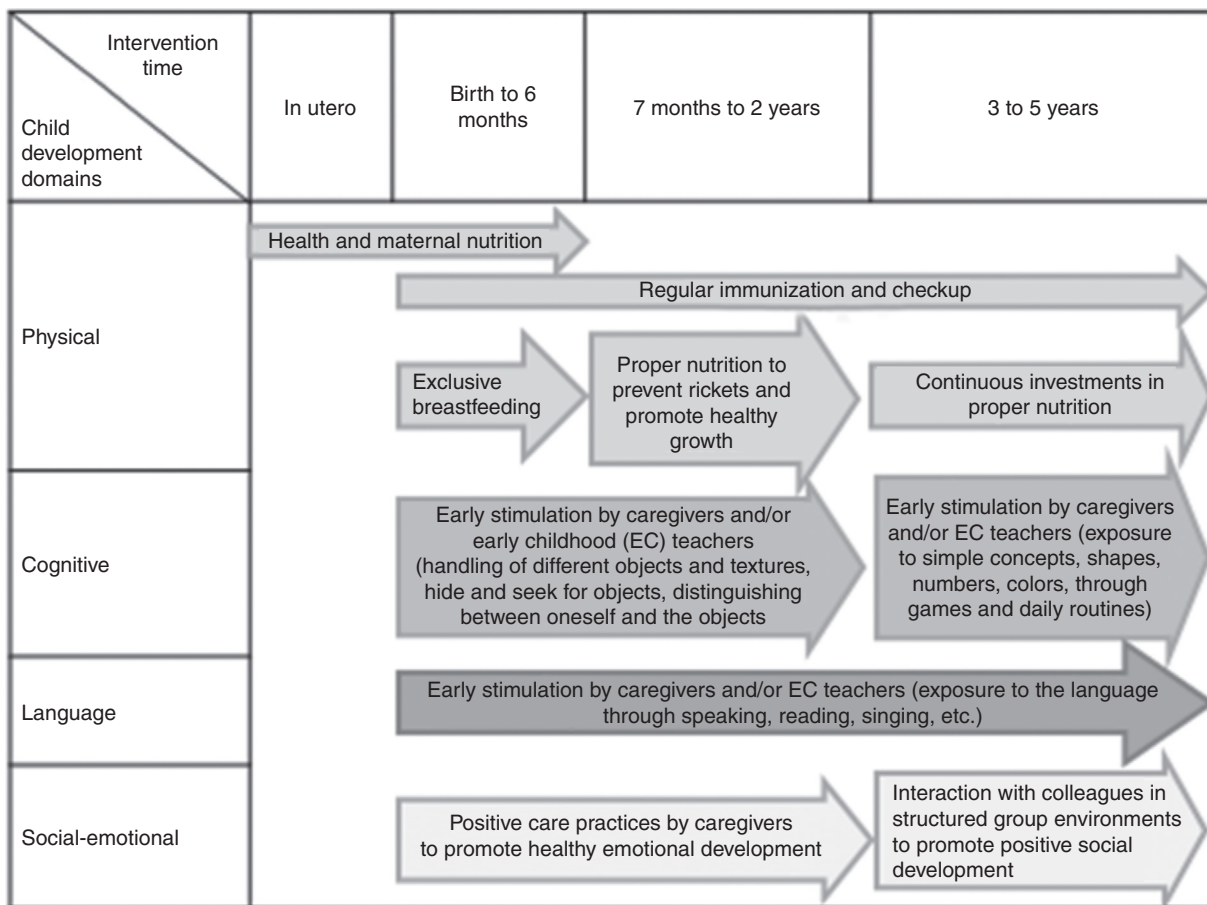 Intervention
time
Child
development
domains
In utero
Birth to 6
months
7 months to 2 years
3 to 5 years
Physical
Health and maternal nutrition
Regular immunization and checkup
Exclusive
breastfeeding
Proper nutrition to
prevent rickets and
promote healthy
growth
Continuous investments in
proper nutrition
Cognitive
Early stimulation by caregivers and/or
early childhood (EC) teachers
(handling of different objects and textures,
hide and seek for objects, distinguishing
between oneself and the objects
Early stimulation by caregivers
and/or EC teachers (exposure
to simple concepts, shapes,
numbers, colors, through
games and daily routines)
Language
Early stimulation by caregivers and/or EC teachers (exposure to the language
through speaking, reading, singing, etc.)
Social-emotional
Positive care practices by caregivers
to promote healthy emotional development
Interaction with colleagues in
structured group environments
to promote positive social
development